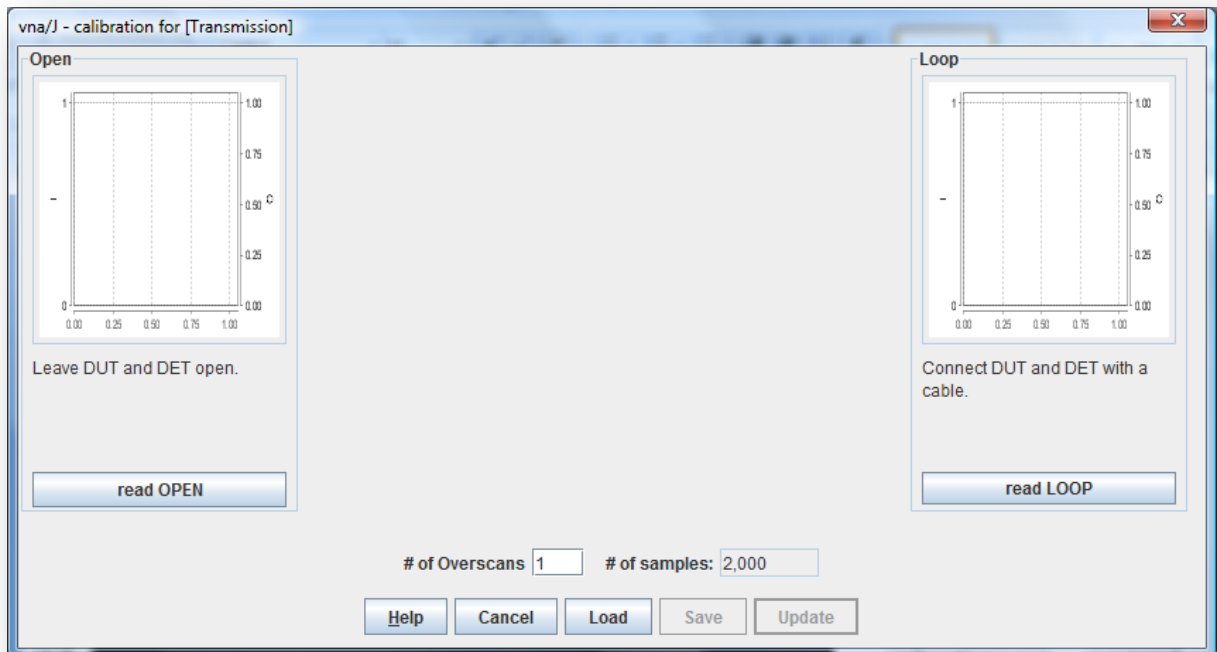 vna/J - calibration for [Transmission]
Open
1
1.00
0.75
0.50
0.25
0
0.00
0.00 0.25 0.50 0.75 1.00
Leave DUT and DET open.
read OPEN
Loop
1
1.00
0.75
0.50
0.25
0
0.00
0.00 0.25 0.50 0.75 1.00
Connect DUT and DET with a
cable.
read LOOP
# of Overscans 1 # of samples: 2,000
Help Cancel Load Save Update